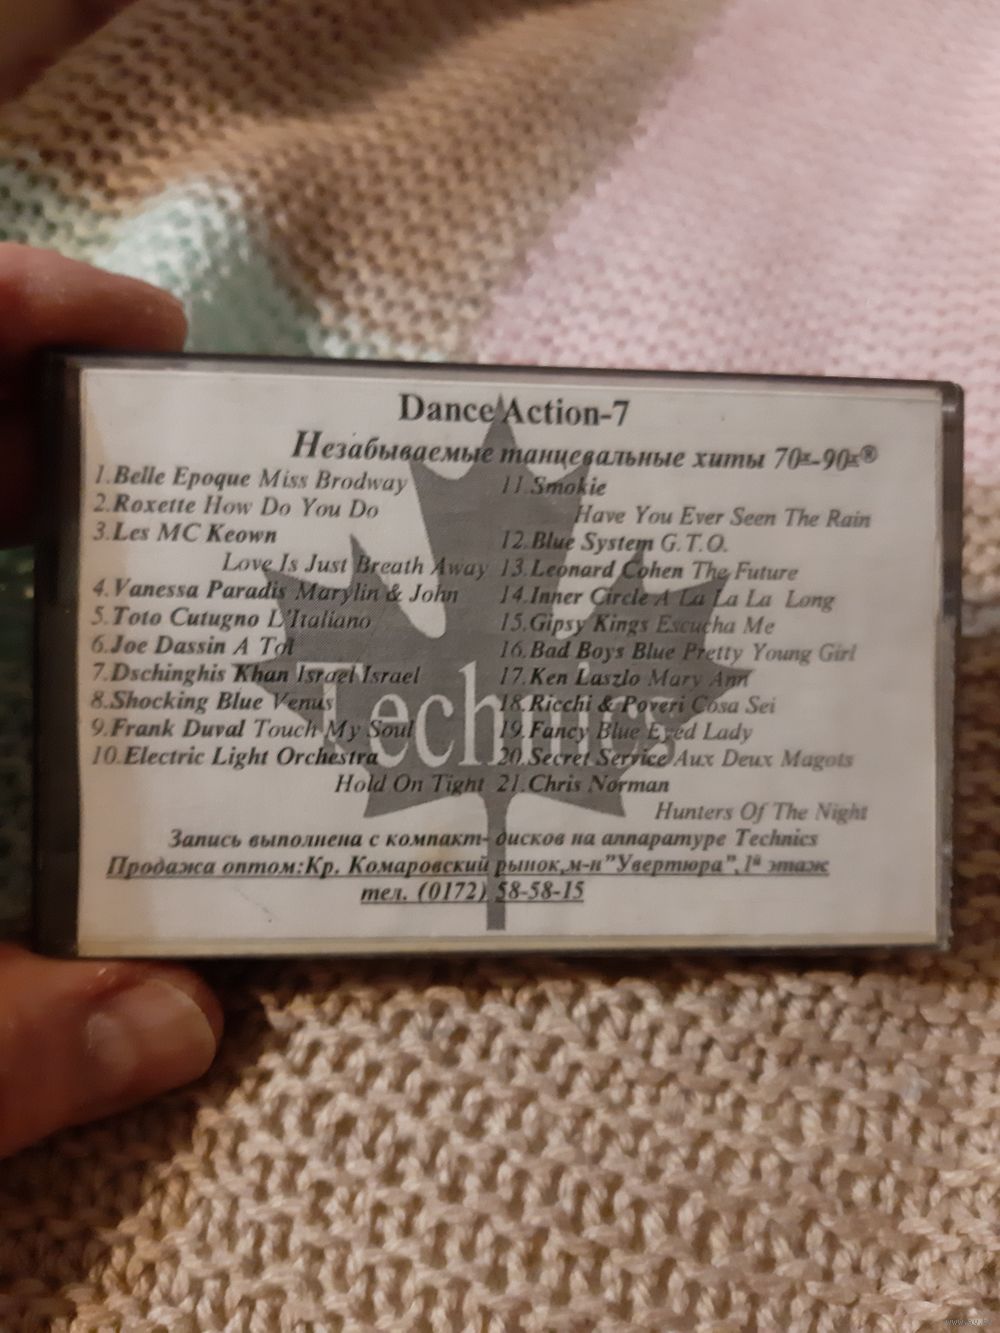 Dance Action-7
Незабываемые танцевальные хиты 70х-90х®
1.Belle Epoque Miss Brodway
2.Roxette How Do You Do
3.Les MC Keown
Love Is Just Breath Away
4.Vanessa Paradis Marylin & John
5.Toto Cutugno L'Italiano
6.Joe Dassin A Toi
7.Dschinghis Khan Israel Israel
8.Shocking Blue Venus
9.Frank Duval Touch My Soul
10.Electric Light Orchestra
Hold On Tight
11.Smokie
Have You Ever Seen The Rain
12.Blue System G.T.O.
13.Leonard Cohen The Future
14.Inner Circle A La La La Long
15.Gipsy Kings Escucha Me
16.Bad Boys Blue Pretty Young Girl
17.Ken Laszlo Mary Ann
18.Ricchi & Poveri Cosa Sei
19.Fancy Blue Eyed Lady
20.Secret Service Aux Deux Magots
21.Chris Norman
Hunters Of The Night
Technics
Запись выполнена с компакт- дисков на аппаратуре Technics
Продажа оптом:Кр. Комаровский рынок,м-н"Увертюра",1й этаж
тел. (0172) 58-58-15